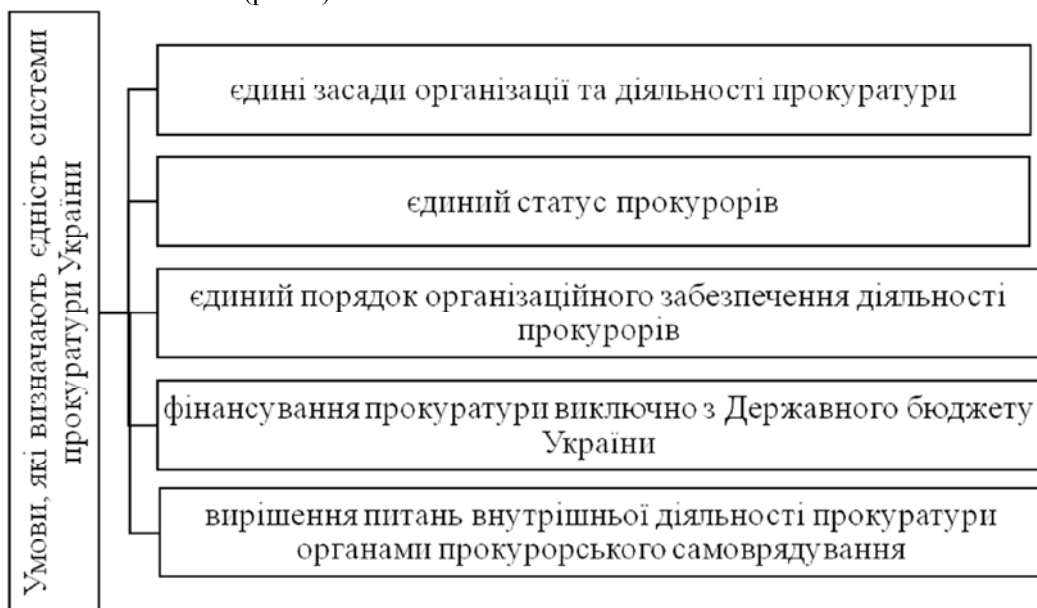 Умови, які визначають єдність системи
прокуратури України
єдині засади організації та діяльності прокуратури
єдиний статус прокурорів
єдиний порядок організаційного забезпечення діяльності
прокурорів
фінансування прокуратури виключно з Державного бюджету
України
вирішення питань внутрішньої діяльності прокуратури
органами прокурорського самоврядування